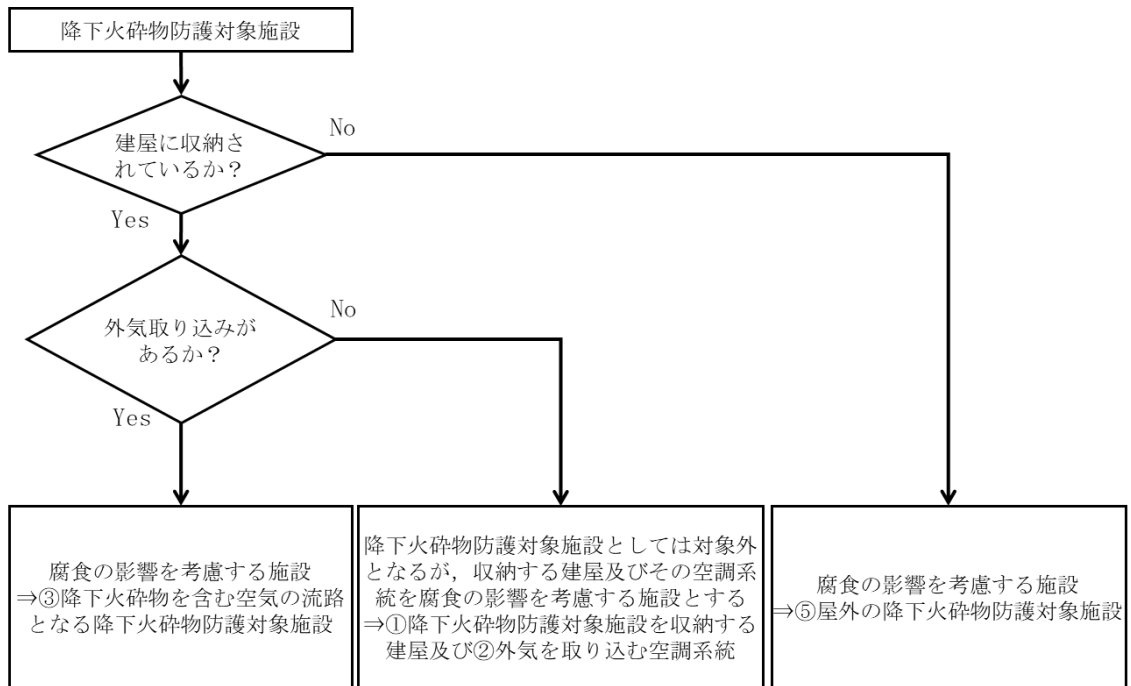 降下火砕物防護対象施設
建屋に収納さ
れているか？
No
Yes
外気取り込みが
あるか？
No
Yes
腐食の影響を考慮する施設
⇒③降下火砕物を含む空気の流路
となる降下火砕物防護対象施設
降下火砕物防護対象施設としては対象外
となるが，収納する建屋及びその空調系
統を腐食の影響を考慮する施設とする
⇒①降下火砕物防護対象施設を収納する
建屋及び②外気を取り込む空調系統
腐食の影響を考慮する施設
⇒⑤屋外の降下火砕物防護対象施設